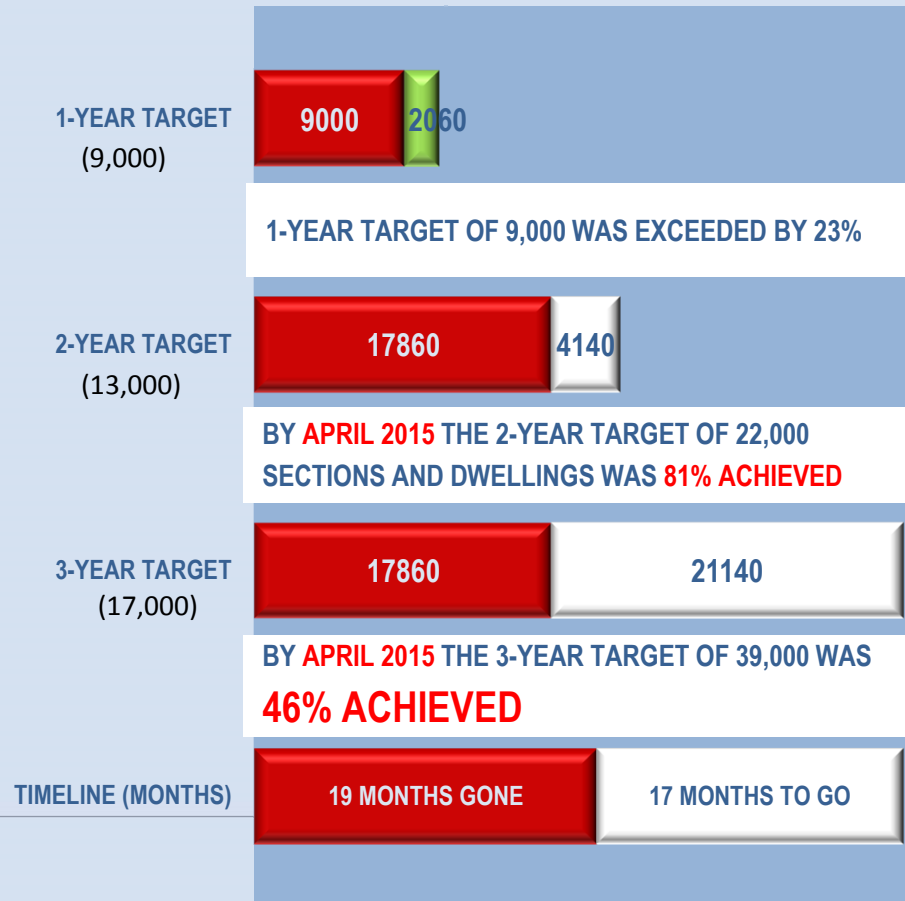 1-YEAR TARGET
(9,000)
9000
2060
1-YEAR TARGET OF 9,000 WAS EXCEEDED BY 23%
2-YEAR TARGET
(13,000)
17860
4140
BY APRIL 2015 THE 2-YEAR TARGET OF 22,000
SECTIONS AND DWELLINGS WAS 81% ACHIEVED
3-YEAR TARGET
(17,000)
17860
21140
BY APRIL 2015 THE 3-YEAR TARGET OF 39,000 WAS
46% ACHIEVED
TIMELINE (MONTHS)
19 MONTHS GONE
17 MONTHS TO GO